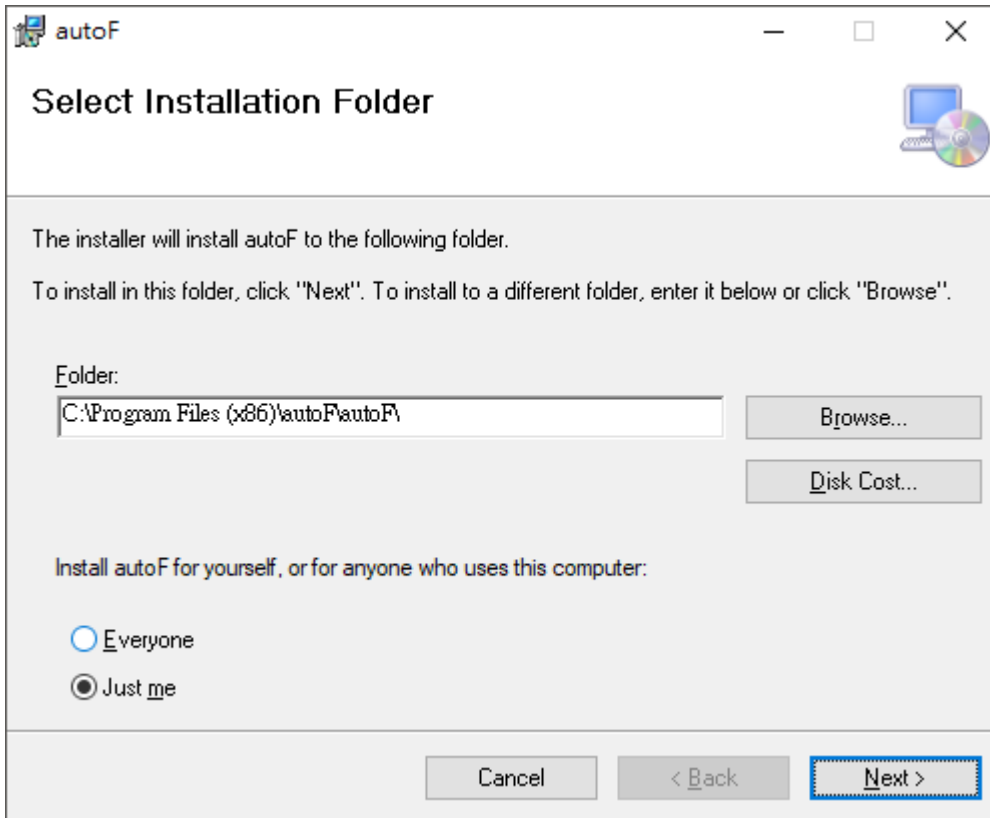 autoF
Select Installation Folder
The installer will install autoF to the following folder.
To install in this folder, click "Next". To install to a different folder, enter it below or click "Browse".
Folder:
C:\Program Files (x86)\autoF\autoF\
Browse...
Disk Cost...
Install autoF for yourself, or for anyone who uses this computer:
Everyone
Just me
Cancel
< Back
Next >